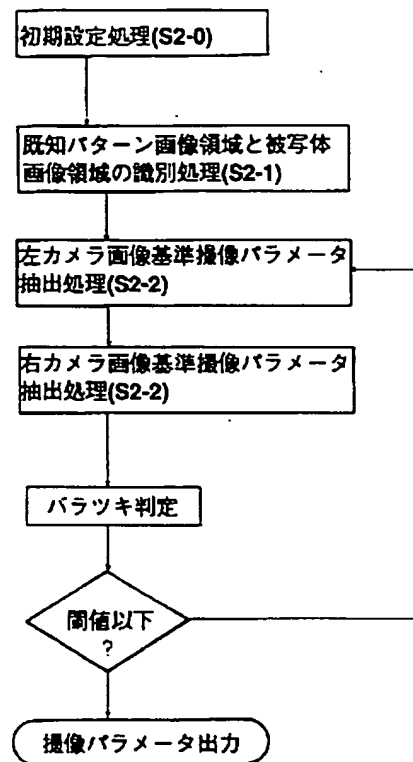 初期設定処理(S2-0)
既知パターン画像領域と被写体
画像領域の識別処理(S2-1)
左カメラ画像基準撮像パラメータ
抽出処理(S2-2)
右カメラ画像基準撮像パラメータ
抽出処理(S2-2)
バラツキ判定
閾値以下
?
撮像パラメータ出力